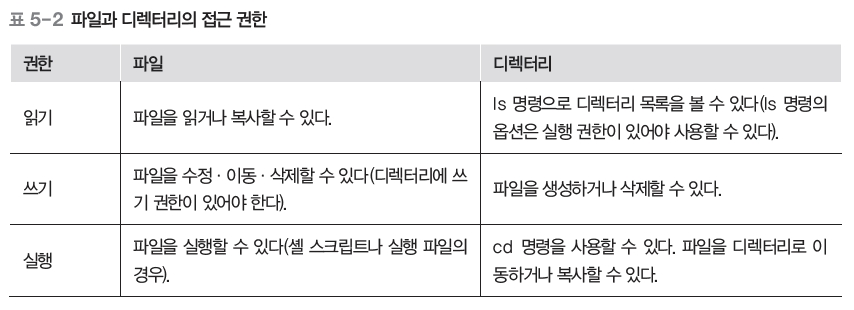 표 5-2 파일과 디렉터리의 접근 권한
권한 파일 디렉터리
읽기 파일을 읽거나 복사할 수 있다. ls 명령으로 디렉터리 목록을 볼 수 있다(ls 명령의
옵션은 실행 권한이 있어야 사용할 수 있다).
쓰기 파일을 수정·이동·삭제할 수 있다(디렉터리에 쓰
기 권한이 있어야 한다). 파일을 생성하거나 삭제할 수 있다.
실행 파일을 실행할 수 있다(셸 스크립트나 실행 파일의
경우). cd 명령을 사용할 수 있다. 파일을 디렉터리로 이
동하거나 복사할 수 있다.